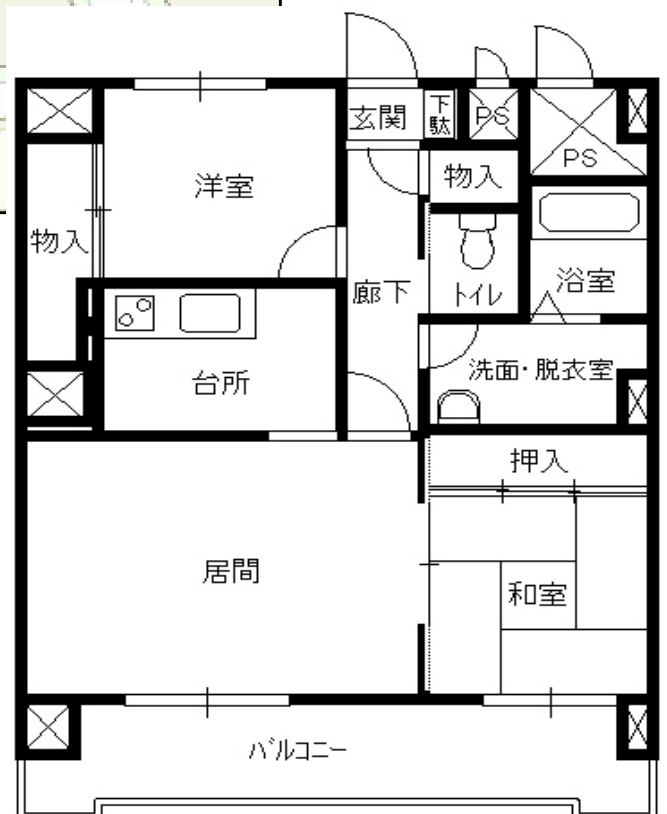 玄関
下駄
PS
PS
洋室
物入
物入
廊下
トイレ
浴室
台所
洗面・脱衣室
押入
居間
和室
バルコニー